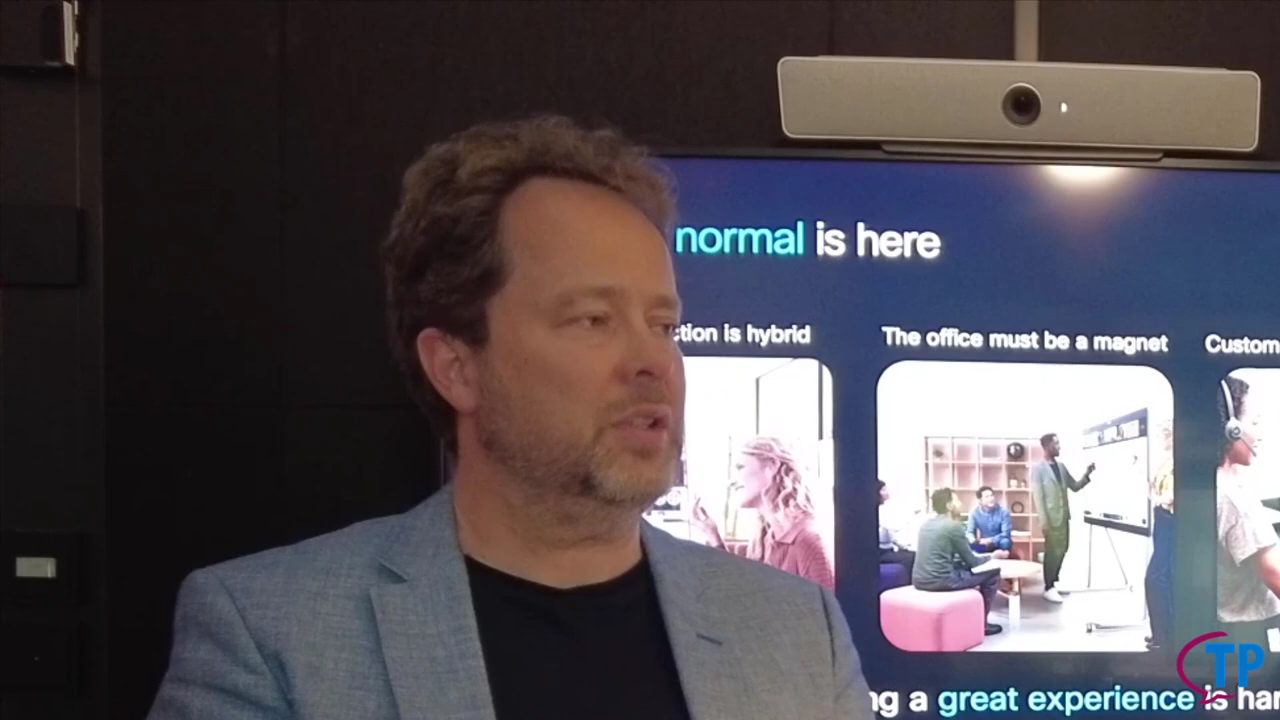 normal is here
ction is hybrid
The office must be a magnet
Custom
ng a great experience is har
TP